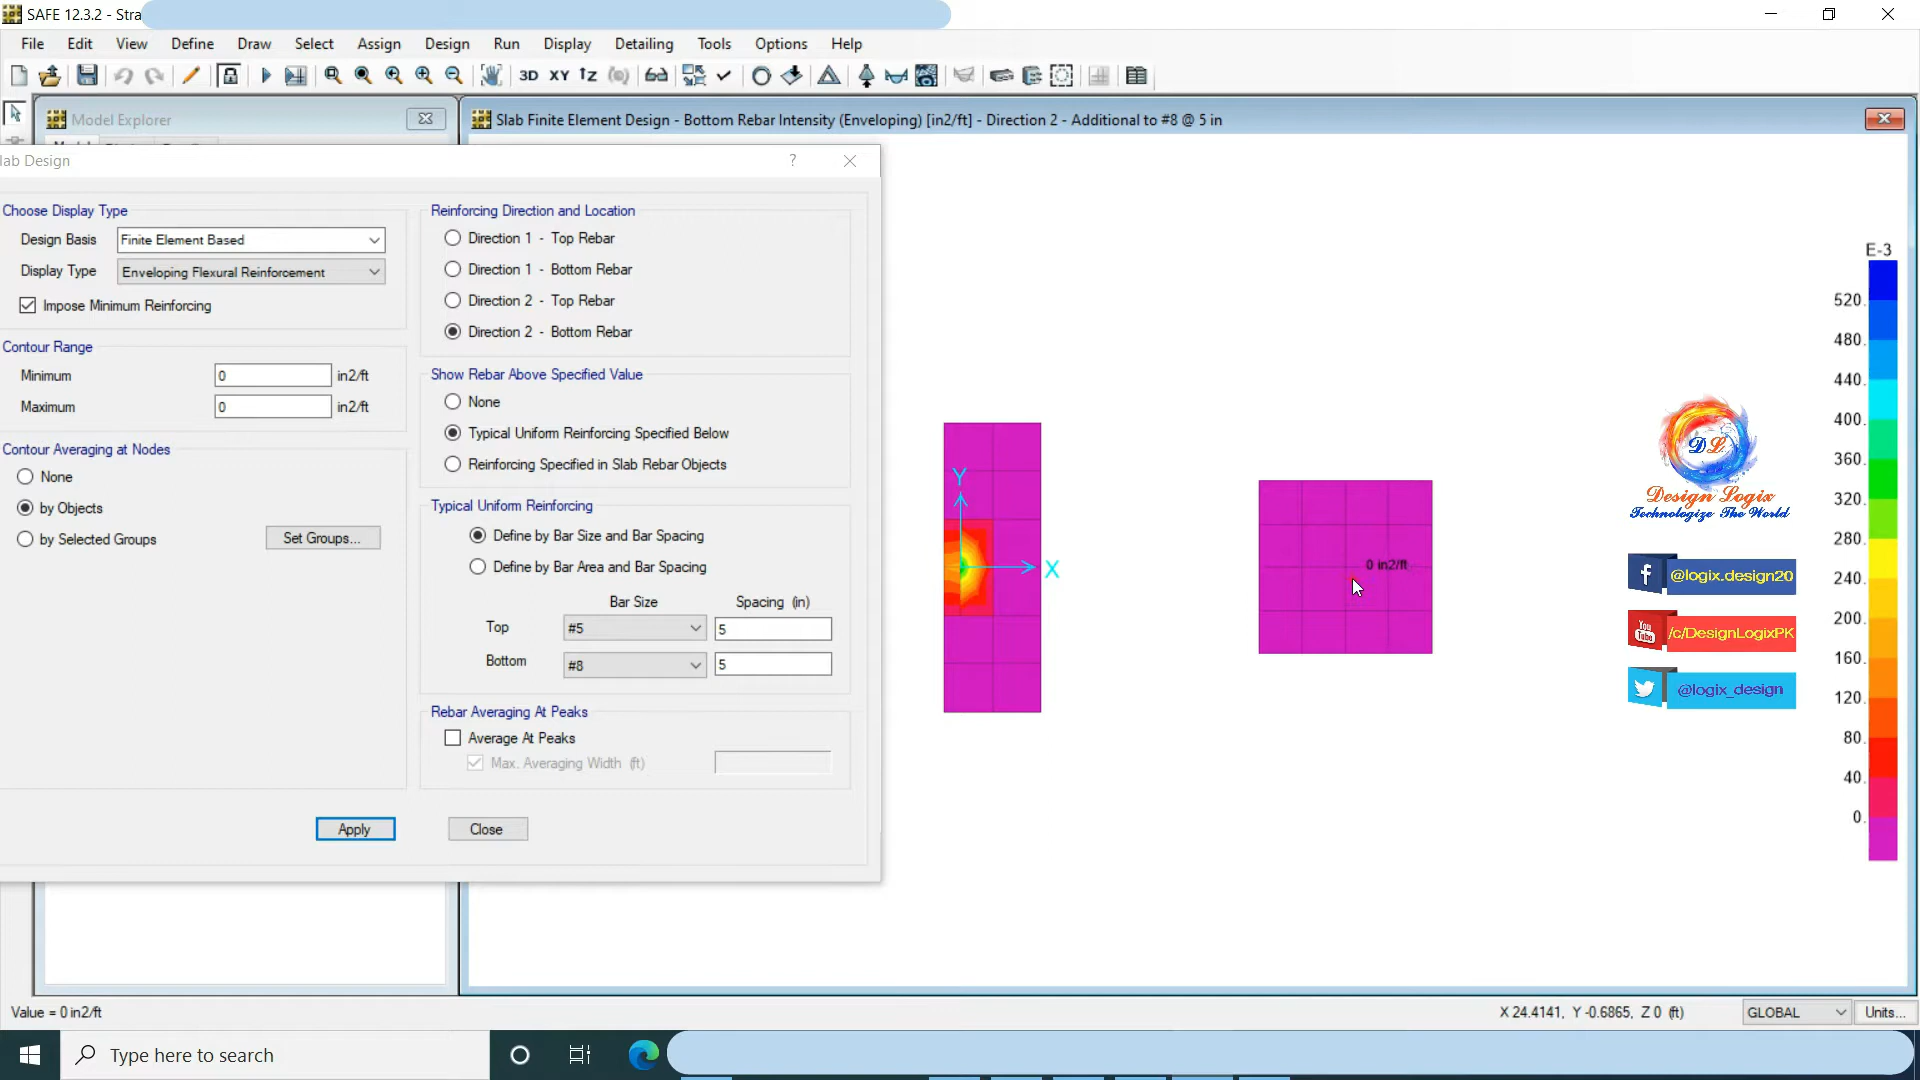 SAFE 12.3.2 - Stra
File Edit View Define Draw Select Assign Design Run Display Detailing Tools Options Help
3D XY
Model Explorer
Slab Finite Element Design - Bottom Rebar Intensity (Enveloping) [in2/ft] - Direction 2 - Additional to #8 @ 5 in
lab Design ?
Choose Display Type
Design Basis Finite Element Based
Display Type Enveloping Flexural Reinforcement
Impose Minimum Reinforcing
Contour Range
Minimum 0 in2/ft
Maximum 0 in2/ft
Contour Averaging at Nodes
None
by Objects
by Selected Groups Set Groups...
Reinforcing Direction and Location
Direction 1 - Top Rebar
Direction 1 - Bottom Rebar
Direction 2 - Top Rebar
Direction 2 - Bottom Rebar
Show Rebar Above Specified Value
None
Typical Uniform Reinforcing Specified Below
Reinforcing Specified in Slab Rebar Objects
Typical Uniform Reinforcing
Define by Bar Size and Bar Spacing
Define by Bar Area and Bar Spacing
Bar Size Spacing (in)
Top #5 5
Bottom #8 5
Rebar Averaging At Peaks
Average At Peaks
Max. Averaging Width (ft)
Apply Close
Y
X
0 in2/ft
E-3
520.
480.
440.
400.
360.
320.
280.
240.
200.
160.
120.
80.
40.
0.
DL
Design Logix
Technologize The World
f @logix.design20
You Tube /c/DesignLogixPK
@logix_design
Value = 0 in2/ft
X 24.4141, Y -0.6865, Z 0 (ft) GLOBAL Units...
Type here to search